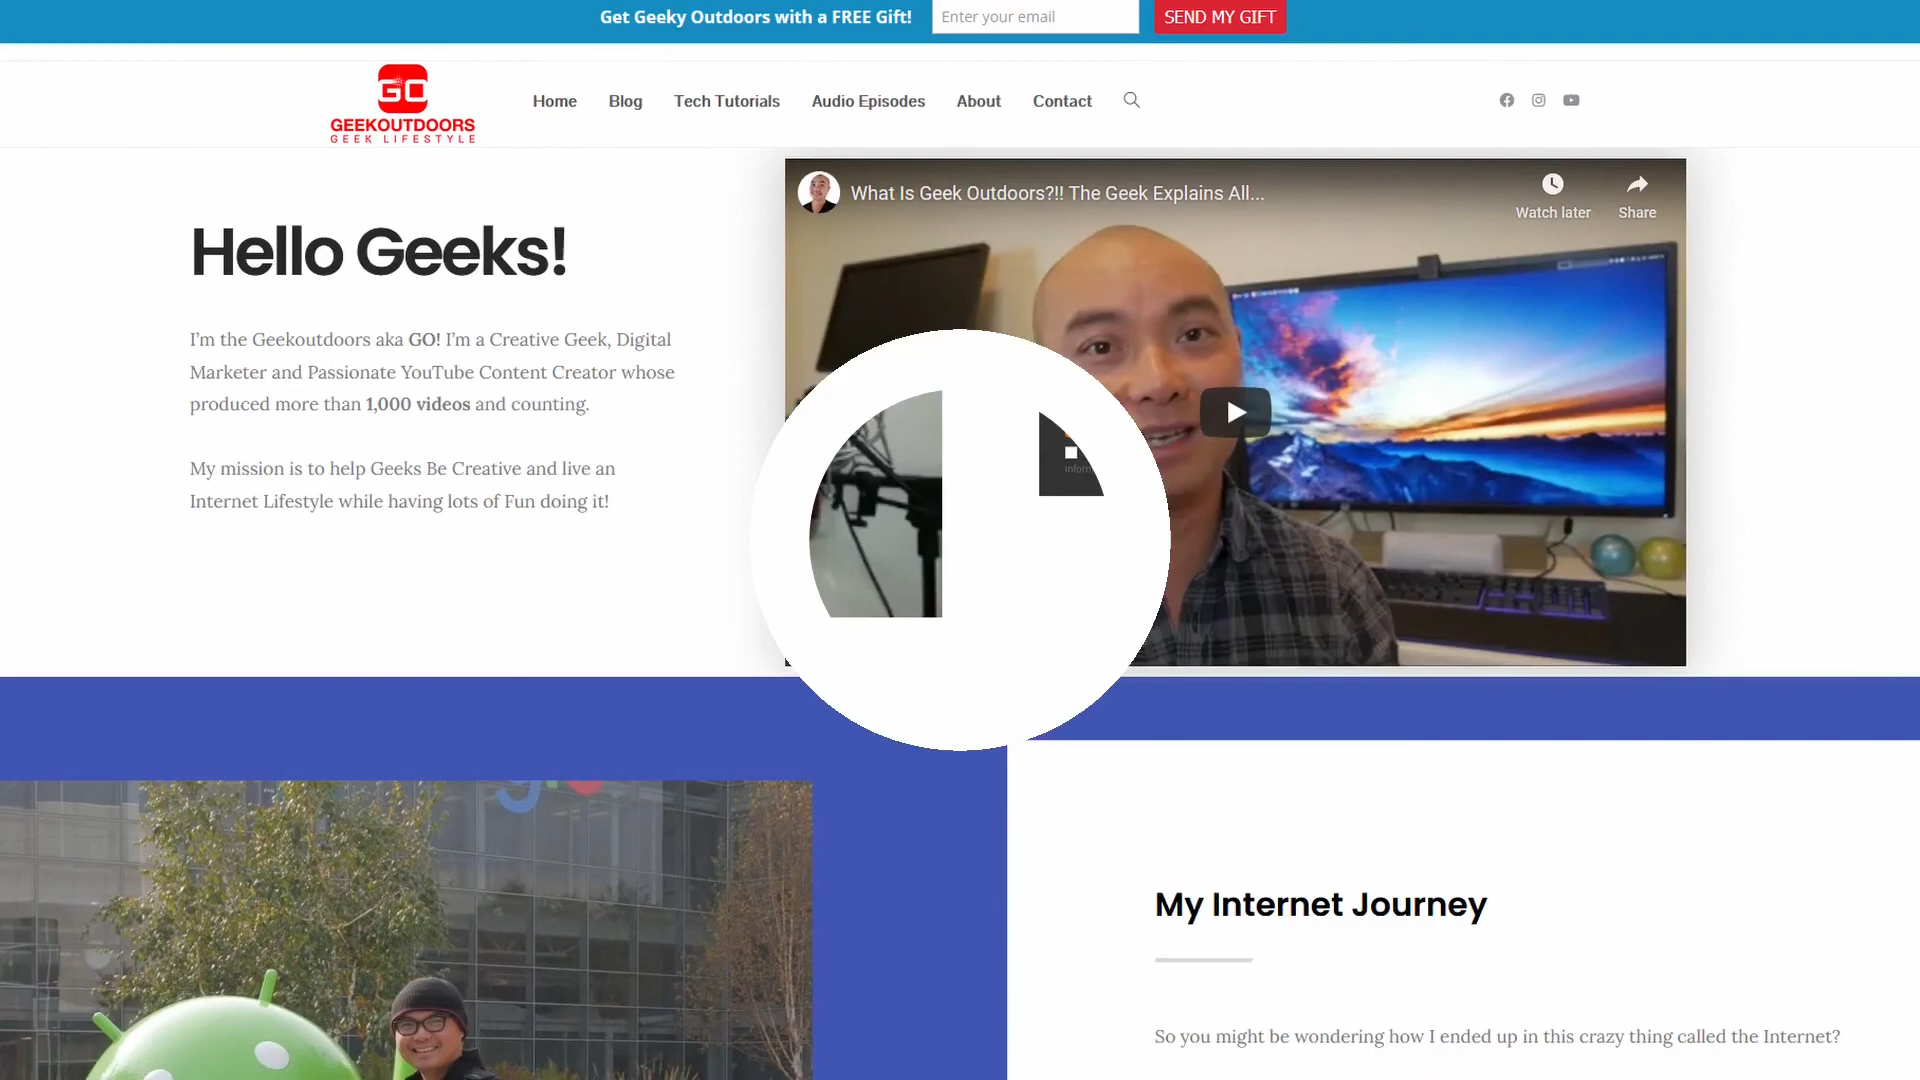 Get Geeky Outdoors with a FREE Gift!
Enter your email
SEND MY GIFT
GO
GEEKOUTDOORS
GEEK LIFESTYLE
Home
Blog
Tech Tutorials
Audio Episodes
About
Contact
What Is Geek Outdoors?!! The Geek Explains All...
Watch later
Share
Hello Geeks!
I'm the Geekoutdoors aka GO! I'm a Creative Geek, Digital
Marketer and Passionate YouTube Content Creator whose
produced more than 1,000 videos and counting.
My mission is to help Geeks Be Creative and live an
Internet Lifestyle while having lots of Fun doing it!
My Internet Journey
So you might be wondering how I ended up in this crazy thing called the Internet?